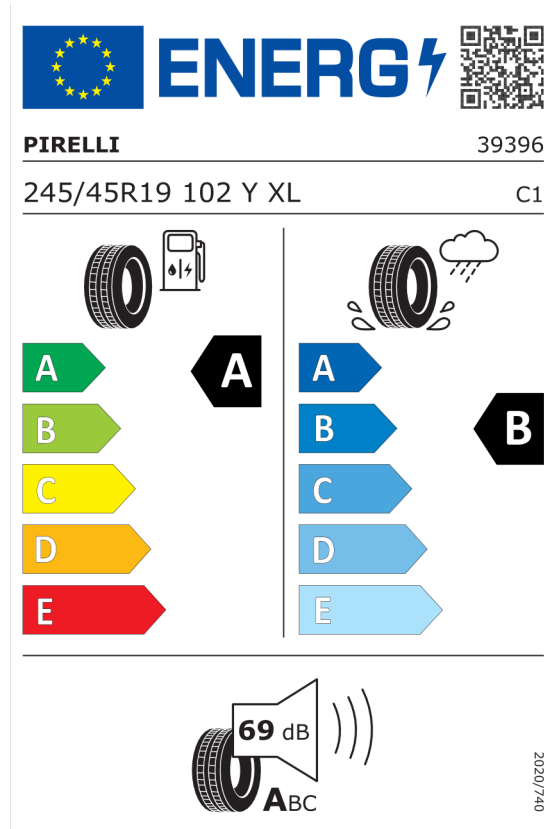 ENERG
PIRELLI 39396
245/45R19 102 Y XL C1
A A A
B B B
C C
D D
E E
69 dB
ABC
2020/740